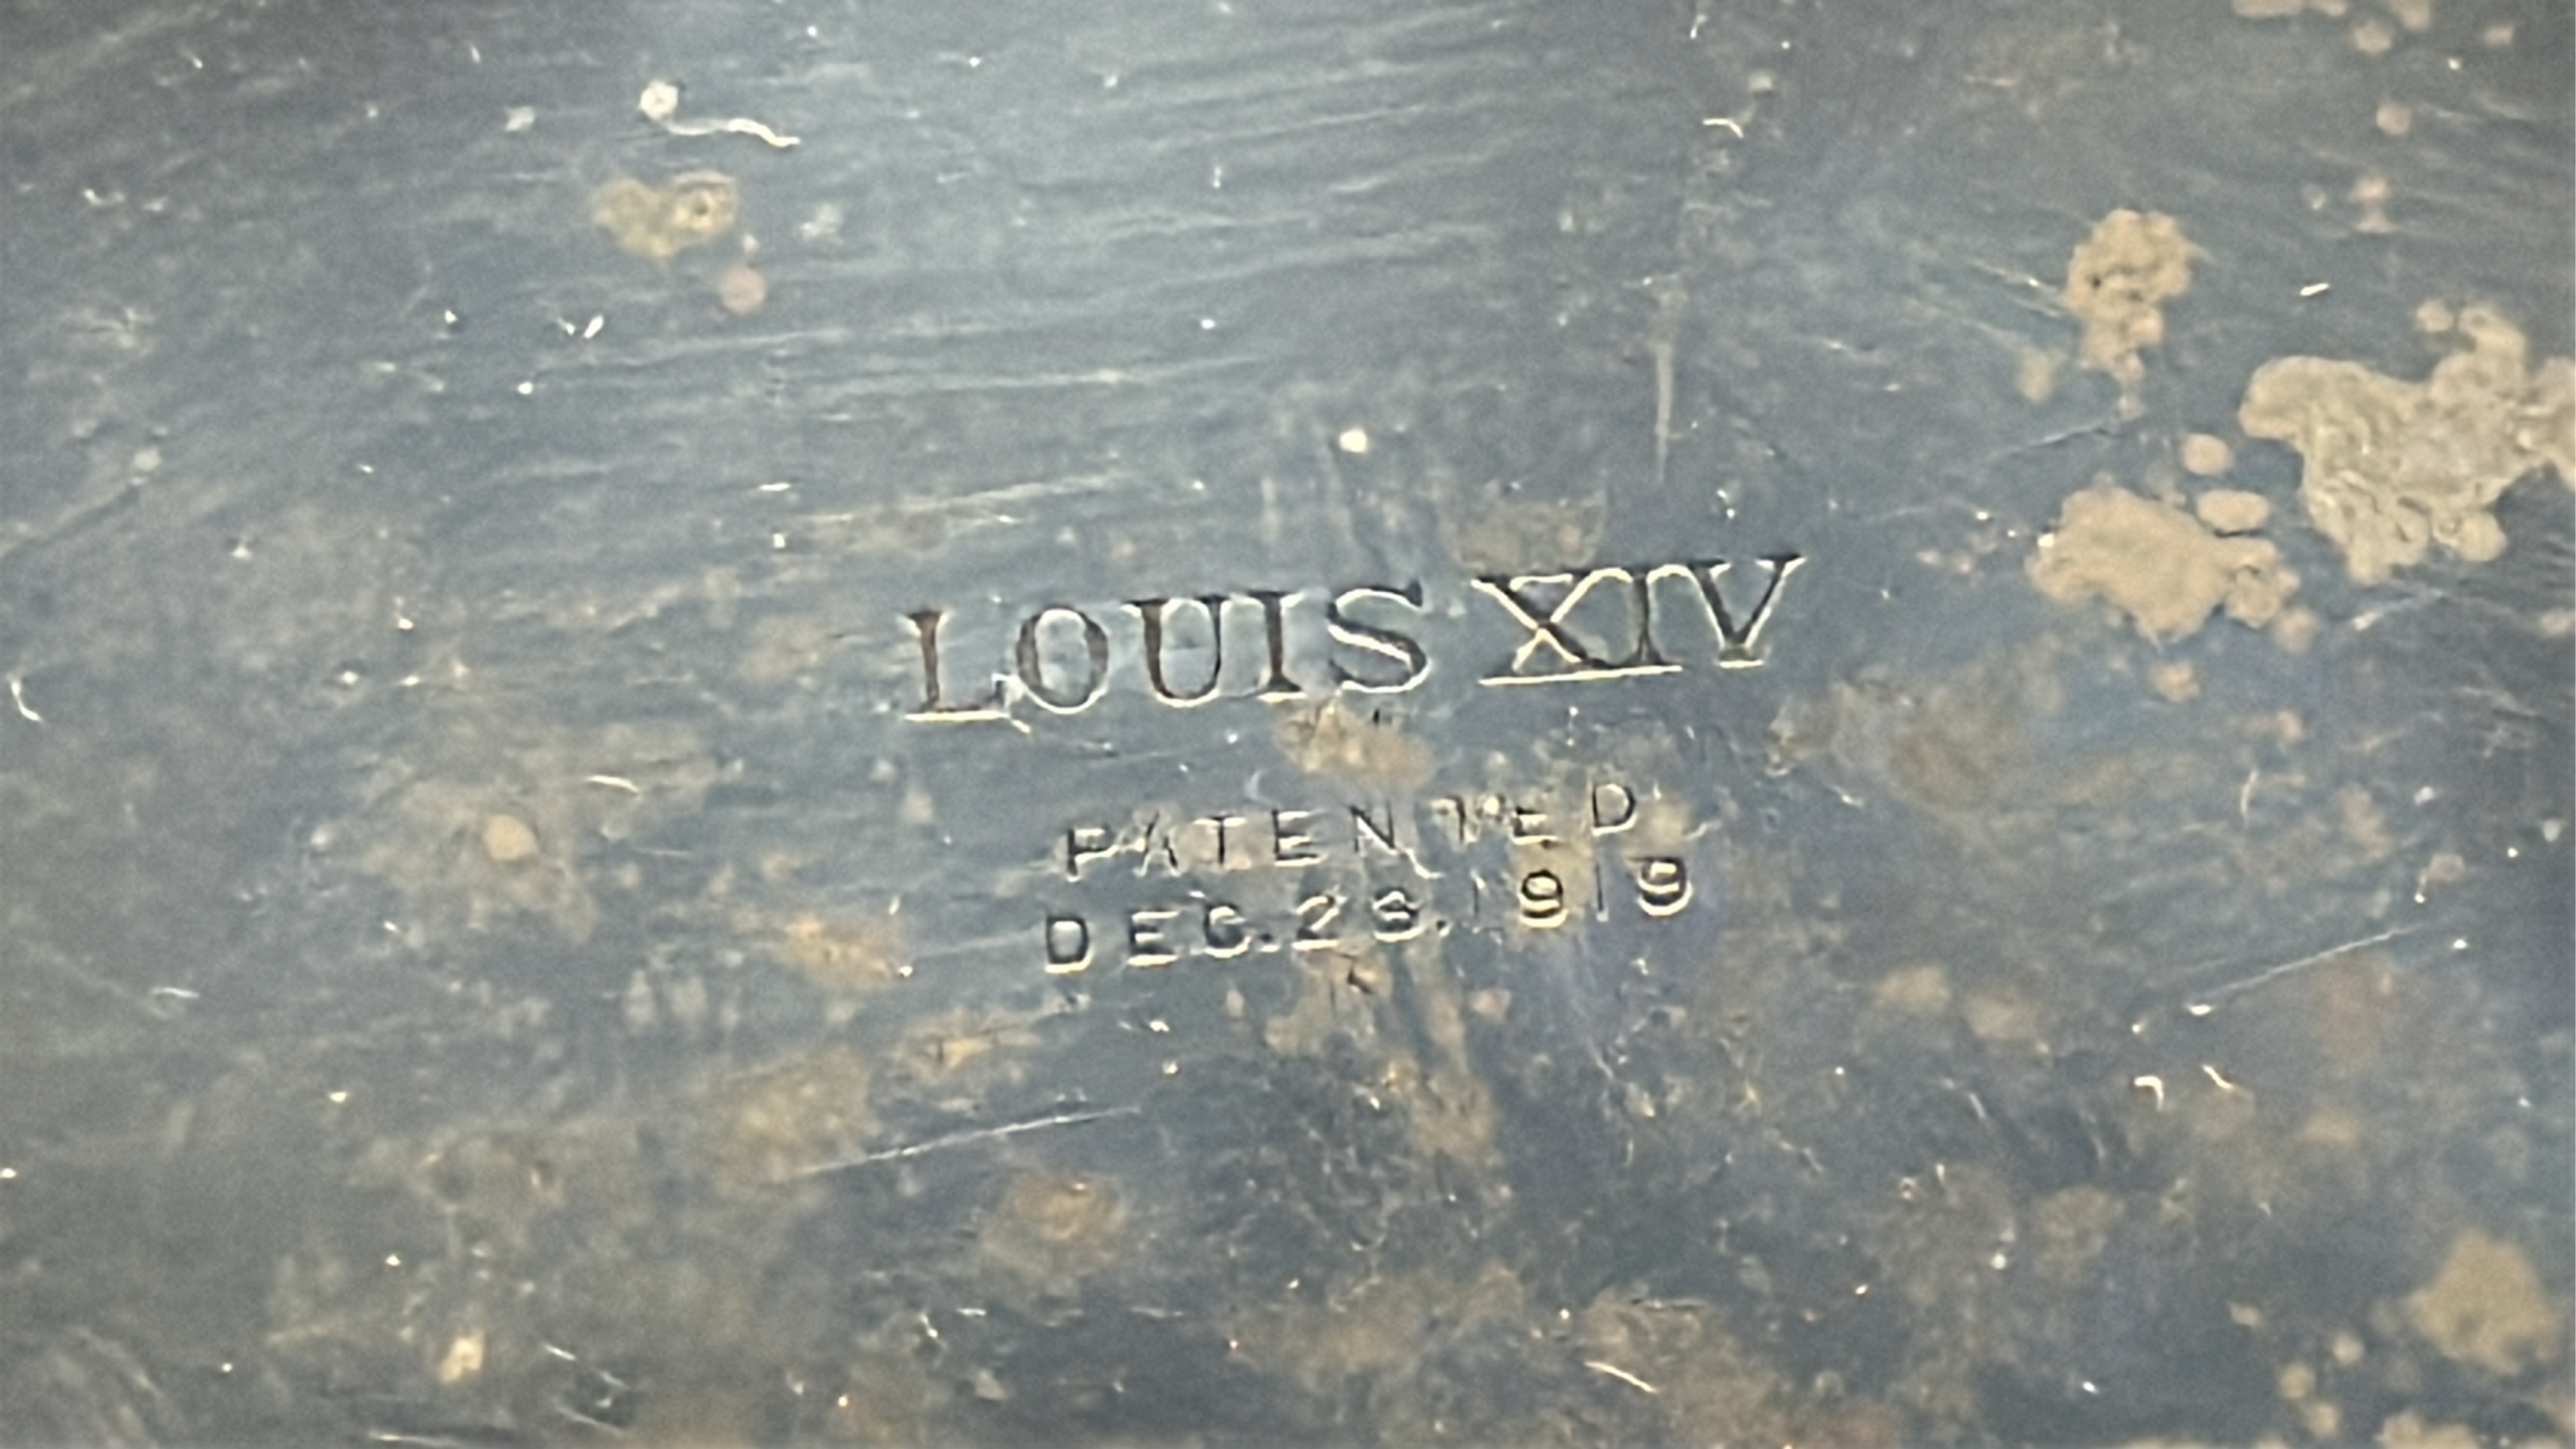 LOUIS XIV
PATENTED
DEC. 23. 1919